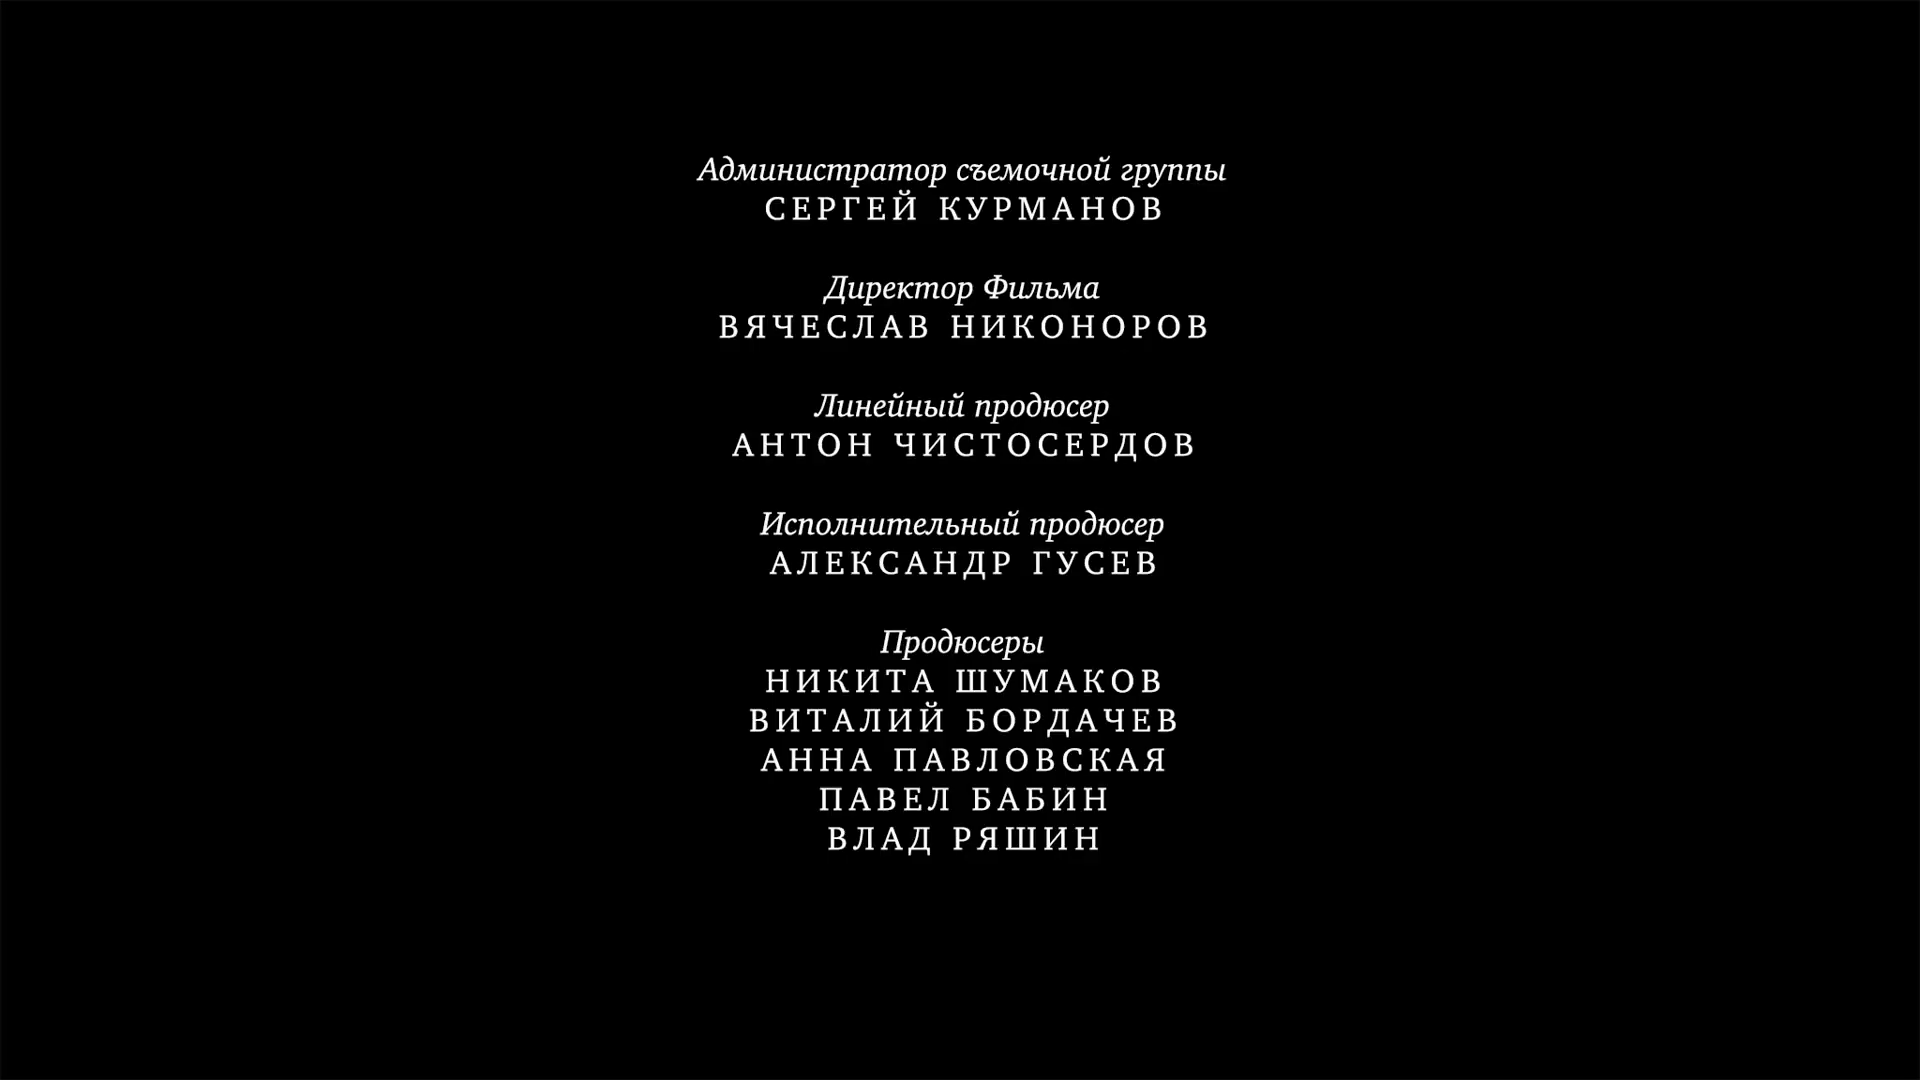 Администратор съемочной группы
СЕРГЕЙ КУРМАНОВ
Директор Фильма
ВЯЧЕСЛАВ НИКОНОРОВ
Линейный продюсер
АНТОН ЧИСТОСЕРДОВ
Исполнительный продюсер
АЛЕКСАНДР ГУСЕВ
Продюсеры
НИКИТА ШУМАКОВ
ВИТАЛИЙ БОРДАЧЕВ
АННА ПАВЛОВСКАЯ
ПАВЕЛ БАБИН
ВЛАД РЯШИН